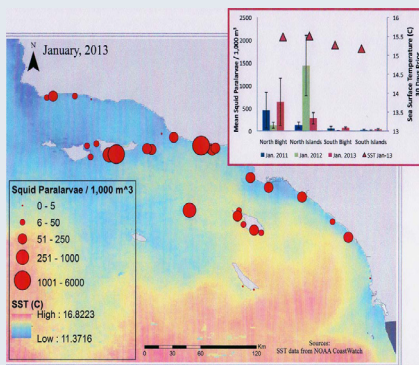 January, 2013
N
Mean Squid Paralarvae / 1,000 m³
2500
2000
1500
1000
500
0
16
15.5
15
14.5
14
13.5
13
Sea Surface Temperature (C)
30 Days Prior
North Bight North Islands South Bight South Islands
Jan. 2011 Jan. 2012 Jan. 2013 SST Jan-13
Squid Paralarvae / 1,000 m^3
0 - 5
6 - 50
51 - 250
251 - 1000
1001 - 6000
SST (C)
High : 16.8223
Low : 11.3716
0 30 60 120 Km
Sources:
SST data from NOAA CoastWatch